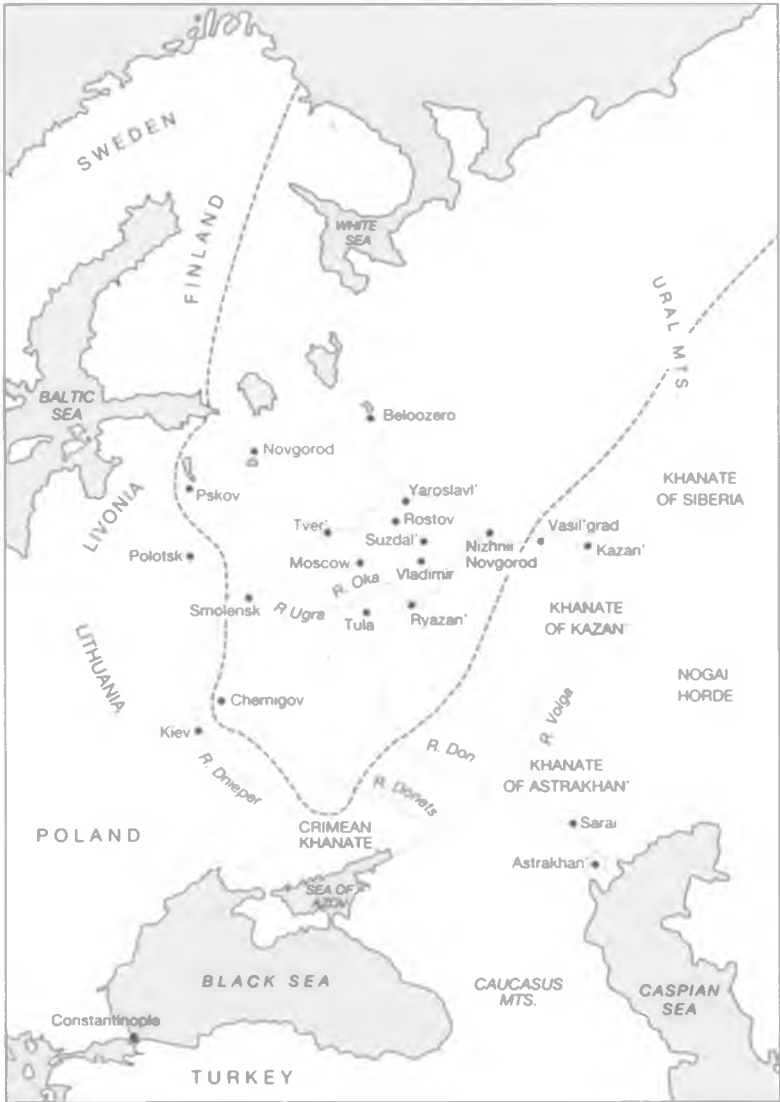 SWEDEN
FINLAND
WHITE
SEA
URAL MTS.
BALTIC
SEA
Beloozero
Novgorod
Pskov
LIVONIA
Yaroslavl'
Rostov
Tver'
Suzdal'
Nizhnii
Novgorod
Vasil'grad
Kazan'
KHANATE
OF SIBERIA
Polotsk
Moscow
R. Oka
Vladimir
Smolensk
R. Ugra
Tula
Ryazan'
KHANATE
OF KAZAN'
LITHUANIA
NOGAI
HORDE
Chernigov
Kiev
R. Dnieper
R. Don
R. Donets
R. Volga
KHANATE
OF ASTRAKHAN'
POLAND
CRIMEAN
KHANATE
Sarai
Astrakhan'
SEA OF
AZOV
BLACK SEA
CAUCASUS
MTS.
CASPIAN
SEA
Constantinople
TURKEY